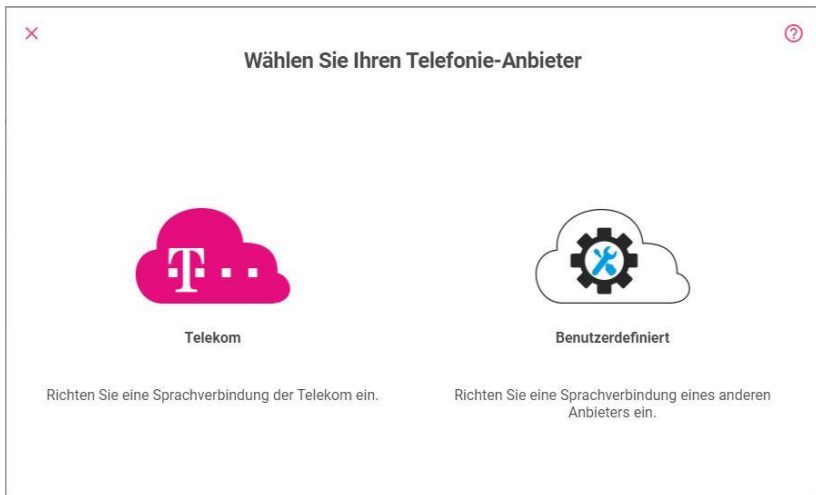 Wählen Sie Ihren Telefonie-Anbieter
T
Telekom
Benutzerdefiniert
Richten Sie eine Sprachverbindung der Telekom ein.
Richten Sie eine Sprachverbindung eines anderen
Anbieters ein.